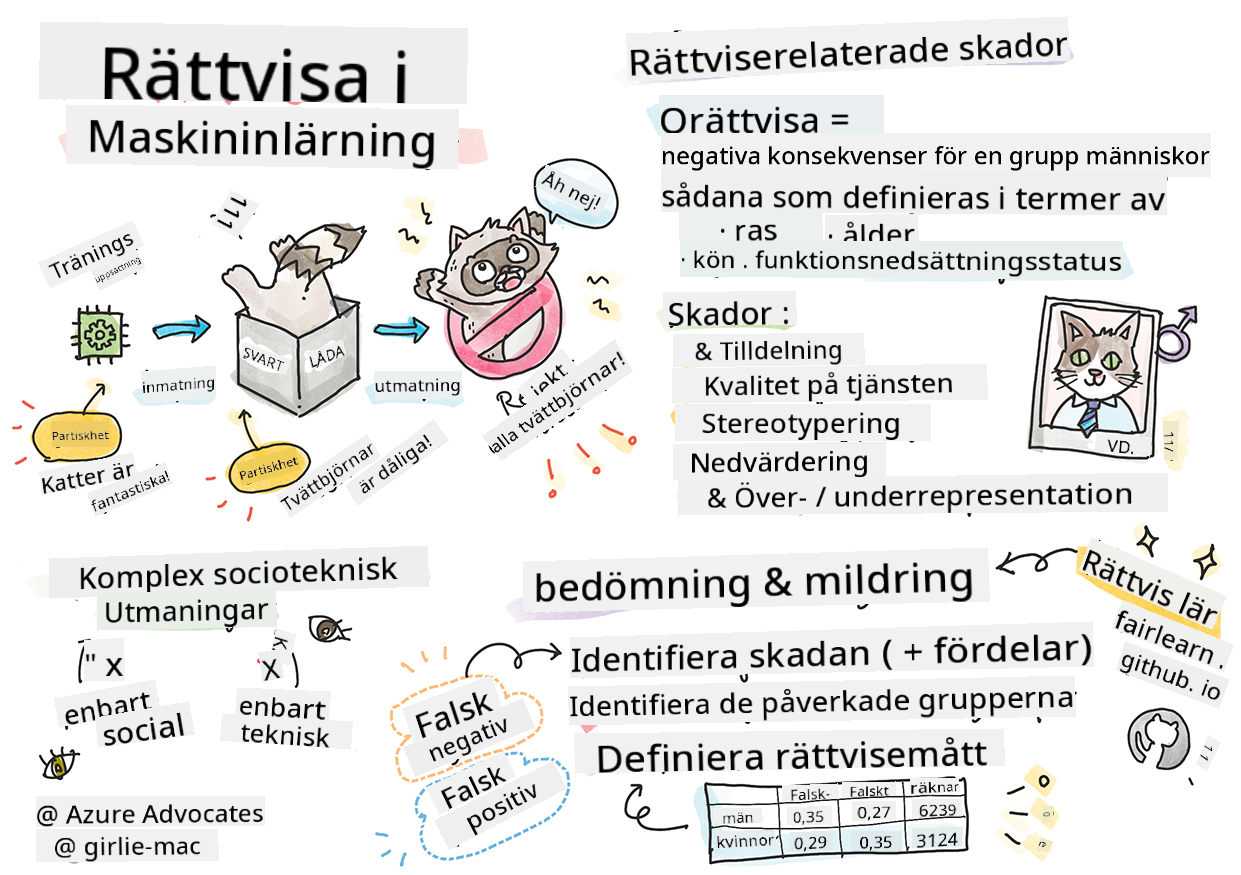 Rättvisa i
Maskininlärning
Åh nej!
Tränings
uppsättning
SVART
LÅDA
inmatning
utmatning
alla tvättbjörnar!
Partiskhet
Katter är
fantastiska!
Partiskhet
Tvättbjörnar
är dåliga!
Rättviserelaterade skador
Orättvisa =
negativa konsekvenser för en grupp människor
sådana som definieras i termer av
· ras · ålder
· kön . funktionsnedsättningsstatus
Skador :
& Tilldelning
Kvalitet på tjänsten
Stereotypering
Nedvärdering
& Över- / underrepresentation
VD.
Komplex socioteknisk
Utmaningar
" x
enbart
social
X
enbart
teknisk
@ Azure Advocates
@ girlie-mac
bedömning & mildring
Rättvis lär
fairlearn .
github. io
Identifiera skadan ( + fördelar)
Identifiera de påverkade grupperna
Definiera rättvisemått
Falsk
negativ
Falsk
positiv
Falsk- Falskt räknar
män 0,35 0,27 6239
kvinnor 0,29 0,35 3124